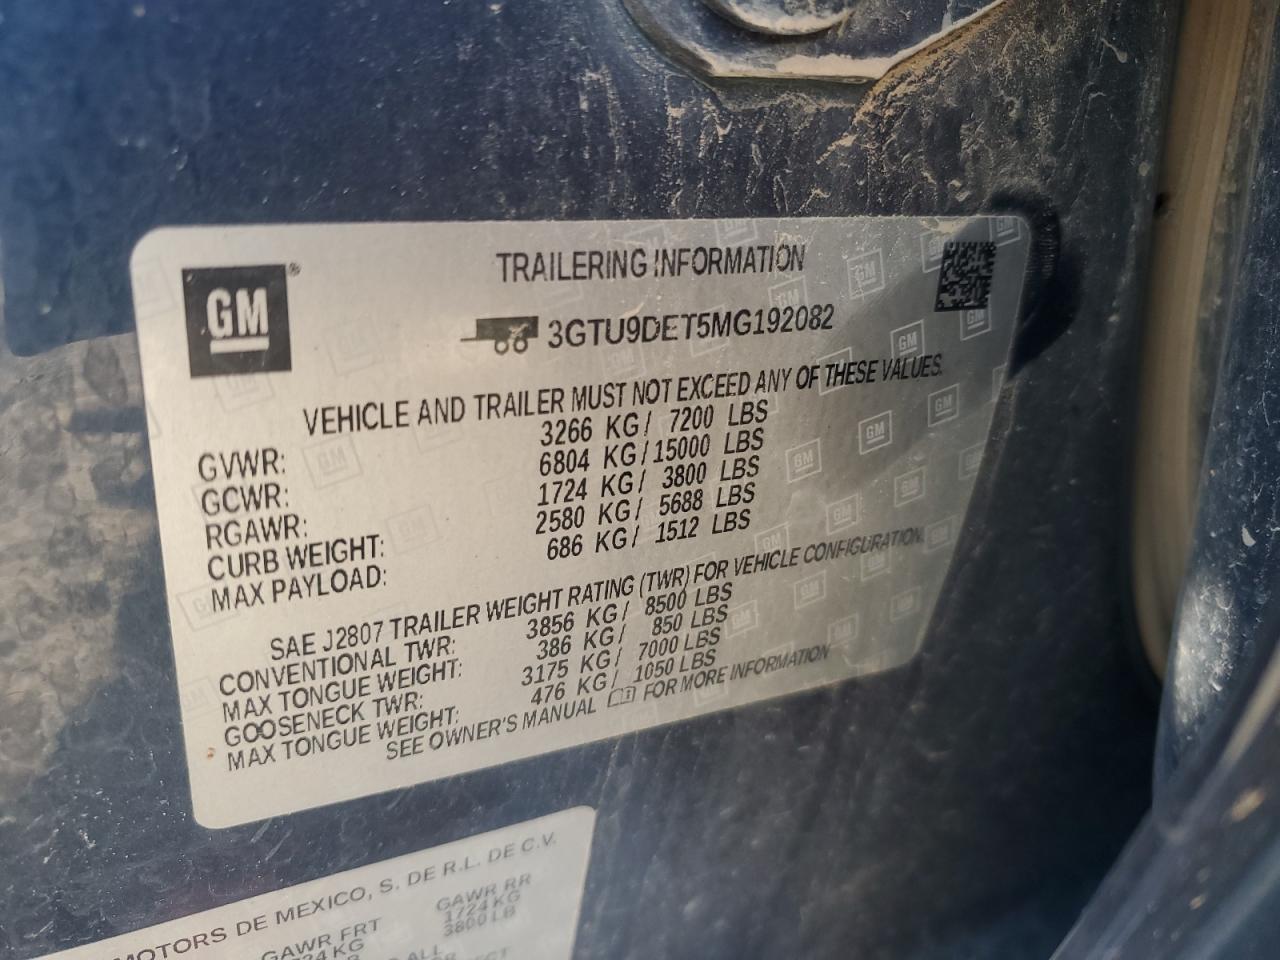 GM®
TRAILERING INFORMATION
3GTU9DET5MG192082
VEHICLE AND TRAILER MUST NOT EXCEED ANY OF THESE VALUES.
GVWR: 3266 KG/ 7200 LBS
GCWR: 6804 KG/15000 LBS
RGAWR: 1724 KG/ 3800 LBS
CURB WEIGHT: 2580 KG/ 5688 LBS
MAX PAYLOAD: 686 KG/ 1512 LBS
SAE J2807 TRAILER WEIGHT RATING (TWR) FOR VEHICLE CONFIGURATION.
CONVENTIONAL TWR: 3856 KG/ 8500 LBS
MAX TONGUE WEIGHT: 386 KG/ 850 LBS
GOOSENECK TWR: 3175 KG/ 7000 LBS
MAX TONGUE WEIGHT: 476 KG/ 1050 LBS
SEE OWNER'S MANUAL FOR MORE INFORMATION
MOTORS DE MEXICO, S. DE R.L. DE C.V.
GAWR FRT GAWR RR
1724 KG
3800 LB